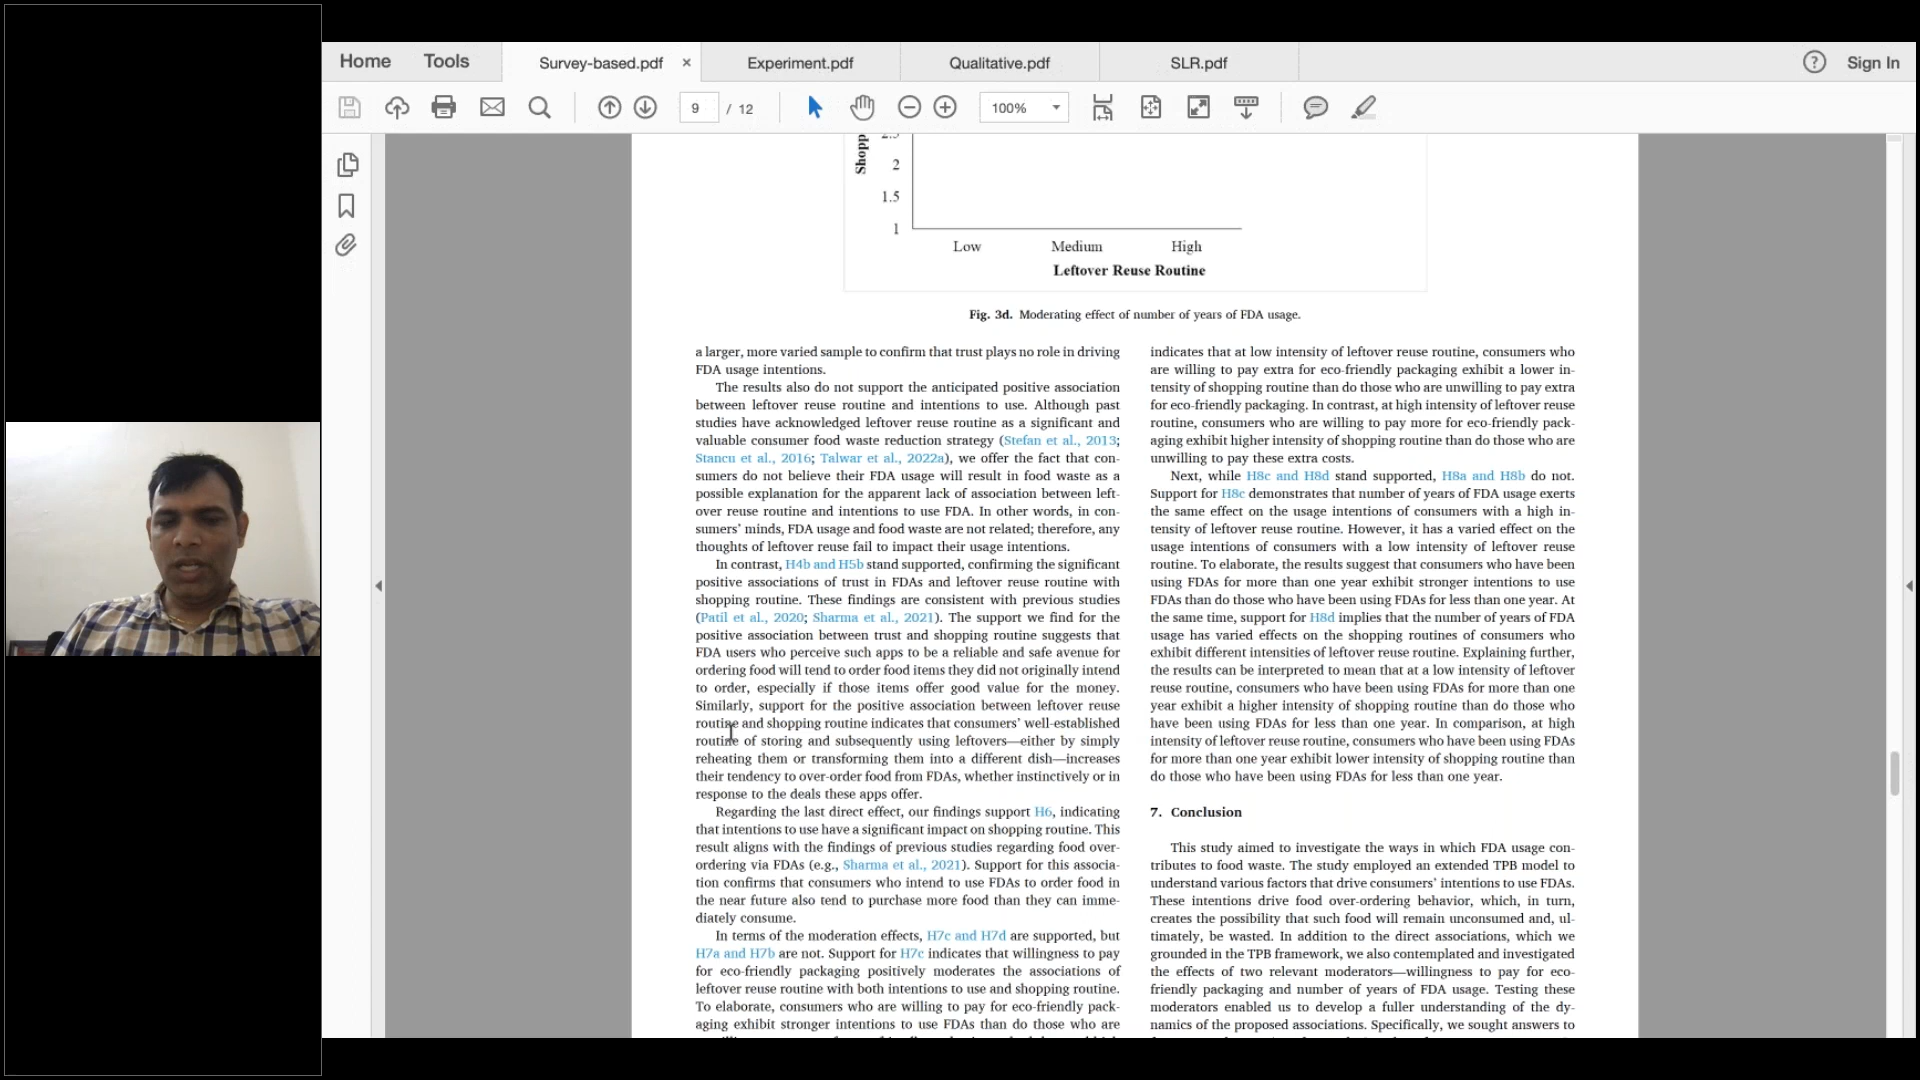 Home
Tools
Survey-based.pdf
×
Experiment.pdf
Qualitative.pdf
SLR.pdf
?
Sign In
9
/ 12
100%
Shopp
2.5
2
1.5
1
Low
Medium
High
Leftover Reuse Routine
Fig. 3d. Moderating effect of number of years of FDA usage.
a larger, more varied sample to confirm that trust plays no role in driving
FDA usage intentions.
The results also do not support the anticipated positive association
between leftover reuse routine and intentions to use. Although past
studies have acknowledged leftover reuse routine as a significant and
valuable consumer food waste reduction strategy (Stefan et al., 2013;
Stancu et al., 2016; Talwar et al., 2022a), we offer the fact that con-
sumers do not believe their FDA usage will result in food waste as a
possible explanation for the apparent lack of association between left-
over reuse routine and intentions to use FDA. In other words, in con-
sumers’ minds, FDA usage and food waste are not related; therefore, any
thoughts of leftover reuse fail to impact their usage intentions.
In contrast, H4b and H5b stand supported, confirming the significant
positive associations of trust in FDAs and leftover reuse routine with
shopping routine. These findings are consistent with previous studies
(Patil et al., 2020; Sharma et al., 2021). The support we find for the
positive association between trust and shopping routine suggests that
FDA users who perceive such apps to be a reliable and safe avenue for
ordering food will tend to order food items they did not originally intend
to order, especially if those items offer good value for the money.
Similarly, support for the positive association between leftover reuse
routine and shopping routine indicates that consumers’ well-established
routine of storing and subsequently using leftovers—either by simply
reheating them or transforming them into a different dish—increases
their tendency to over-order food from FDAs, whether instinctively or in
response to the deals these apps offer.
Regarding the last direct effect, our findings support H6, indicating
that intentions to use have a significant impact on shopping routine. This
result aligns with the findings of previous studies regarding food over-
ordering via FDAs (e.g., Sharma et al., 2021). Support for this associa-
tion confirms that consumers who intend to use FDAs to order food in
the near future also tend to purchase more food than they can imme-
diately consume.
In terms of the moderation effects, H7c and H7d are supported, but
H7a and H7b are not. Support for H7c indicates that willingness to pay
for eco-friendly packaging positively moderates the associations of
leftover reuse routine with both intentions to use and shopping routine.
To elaborate, consumers who are willing to pay for eco-friendly pack-
aging exhibit stronger intentions to use FDAs than do those who are
indicates that at low intensity of leftover reuse routine, consumers who
are willing to pay extra for eco-friendly packaging exhibit a lower in-
tensity of shopping routine than do those who are unwilling to pay extra
for eco-friendly packaging. In contrast, at high intensity of leftover reuse
routine, consumers who are willing to pay more for eco-friendly pack-
aging exhibit higher intensity of shopping routine than do those who are
unwilling to pay these extra costs.
Next, while H8c and H8d stand supported, H8a and H8b do not.
Support for H8c demonstrates that number of years of FDA usage exerts
the same effect on the usage intentions of consumers with a high in-
tensity of leftover reuse routine. However, it has a varied effect on the
usage intentions of consumers with a low intensity of leftover reuse
routine. To elaborate, the results suggest that consumers who have been
using FDAs for more than one year exhibit stronger intentions to use
FDAs than do those who have been using FDAs for less than one year. At
the same time, support for H8d implies that the number of years of FDA
usage has varied effects on the shopping routines of consumers who
exhibit different intensities of leftover reuse routine. Explaining further,
the results can be interpreted to mean that at a low intensity of leftover
reuse routine, consumers who have been using FDAs for more than one
year exhibit a higher intensity of shopping routine than do those who
have been using FDAs for less than one year. In comparison, at high
intensity of leftover reuse routine, consumers who have been using FDAs
for more than one year exhibit lower intensity of shopping routine than
do those who have been using FDAs for less than one year.
7. Conclusion
This study aimed to investigate the ways in which FDA usage con-
tributes to food waste. The study employed an extended TPB model to
understand various factors that drive consumers’ intentions to use FDAs.
These intentions drive food over-ordering behavior, which, in turn,
creates the possibility that such food will remain unconsumed and, ul-
timately, be wasted. In addition to the direct associations, which we
grounded in the TPB framework, we also contemplated and investigated
the effects of two relevant moderators—willingness to pay for eco-
friendly packaging and number of years of FDA usage. Testing these
moderators enabled us to develop a fuller understanding of the dy-
namics of the proposed associations. Specifically, we sought answers to